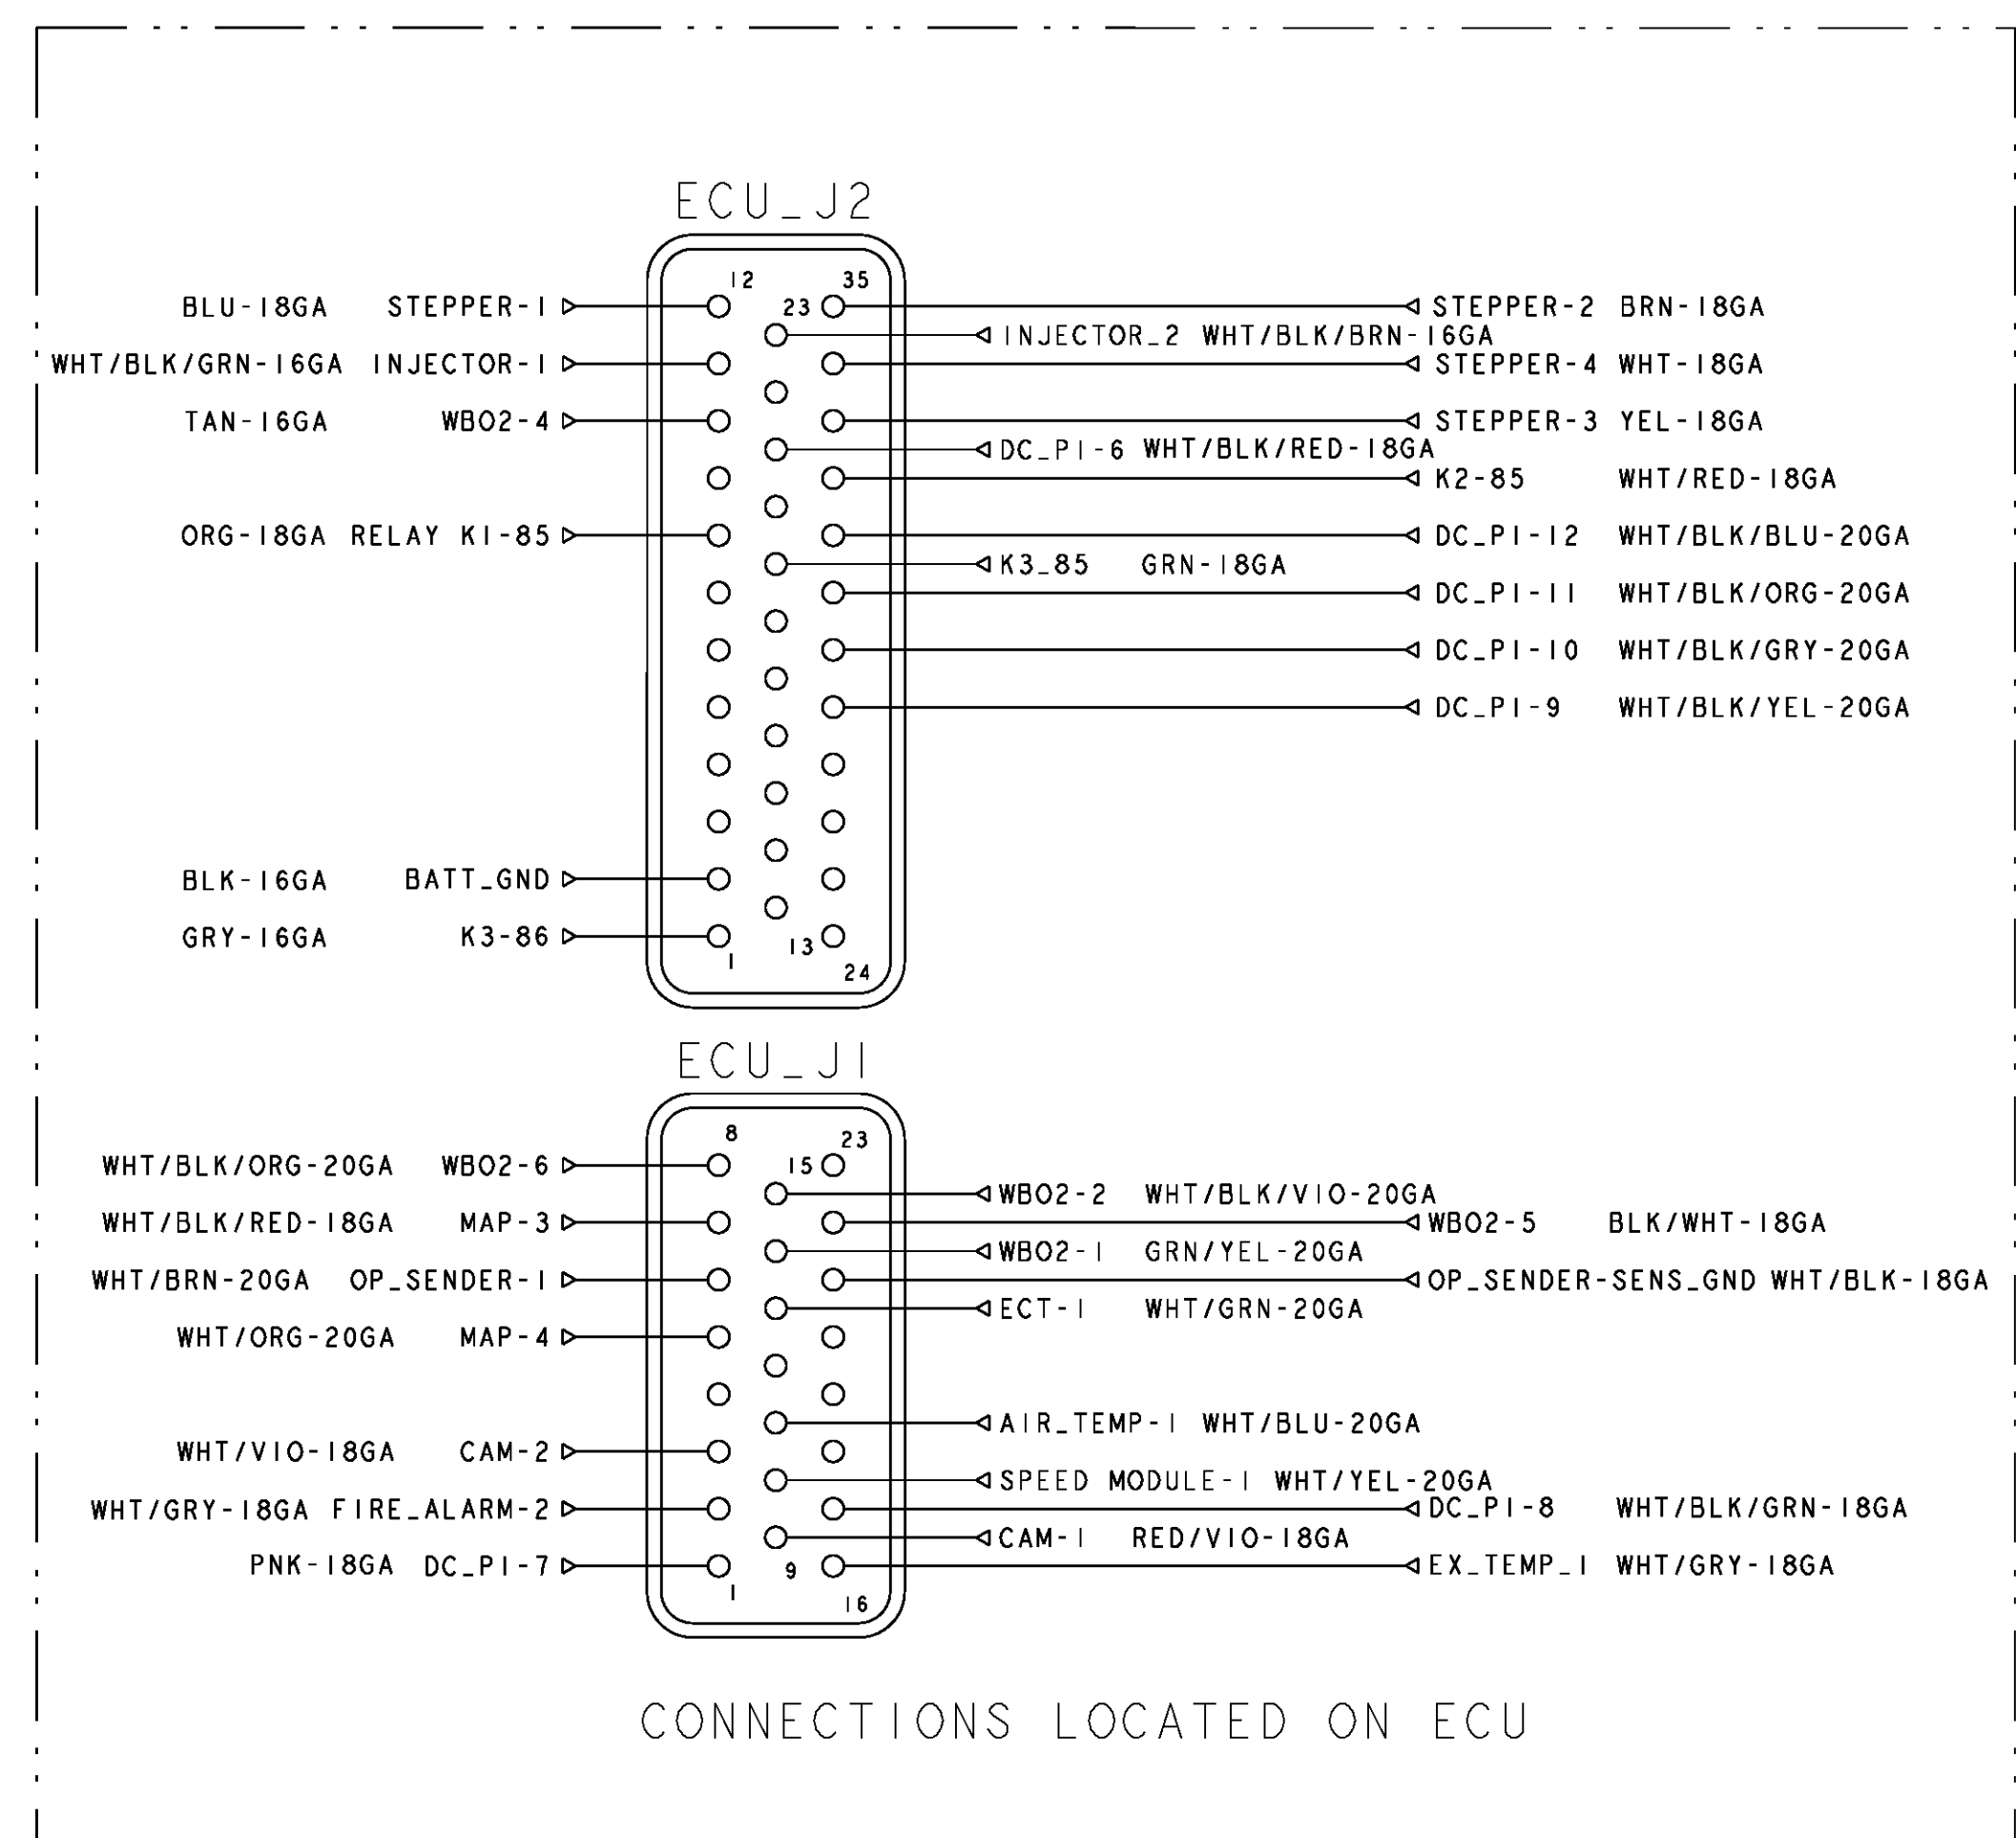 ECU_J2
12 35
BLU-18GA STEPPER-1 23 STEPPER-2 BRN-18GA
INJECTOR_2 WHT/BLK/BRN-16GA
WHT/BLK/GRN-16GA INJECTOR-1 STEPPER-4 WHT-18GA
TAN-16GA WBO2-4 STEPPER-3 YEL-18GA
DC_P1-6 WHT/BLK/RED-18GA
K2-85 WHT/RED-18GA
ORG-18GA RELAY K1-85 DC_P1-12 WHT/BLK/BLU-20GA
K3_85 GRN-18GA
DC_P1-11 WHT/BLK/ORG-20GA
DC_P1-10 WHT/BLK/GRY-20GA
DC_P1-9 WHT/BLK/YEL-20GA
BLK-16GA BATT_GND
GRY-16GA K3-86 13
1 24
ECU_J1
8 23
WHT/BLK/ORG-20GA WBO2-6 15
WBO2-2 WHT/BLK/VIO-20GA
WHT/BLK/RED-18GA MAP-3 WBO2-5 BLK/WHT-18GA
WBO2-1 GRN/YEL-20GA
WHT/BRN-20GA OP_SENDER-1 OP_SENDER-SENS_GND WHT/BLK-18GA
ECT-1 WHT/GRN-20GA
WHT/ORG-20GA MAP-4
AIR_TEMP-1 WHT/BLU-20GA
WHT/VIO-18GA CAM-2
SPEED MODULE-1 WHT/YEL-20GA
WHT/GRY-18GA FIRE_ALARM-2 DC_P1-8 WHT/BLK/GRN-18GA
CAM-1 RED/VIO-18GA
PNK-18GA DC_P1-7 9 EX_TEMP_1 WHT/GRY-18GA
1 16
CONNECTIONS LOCATED ON ECU